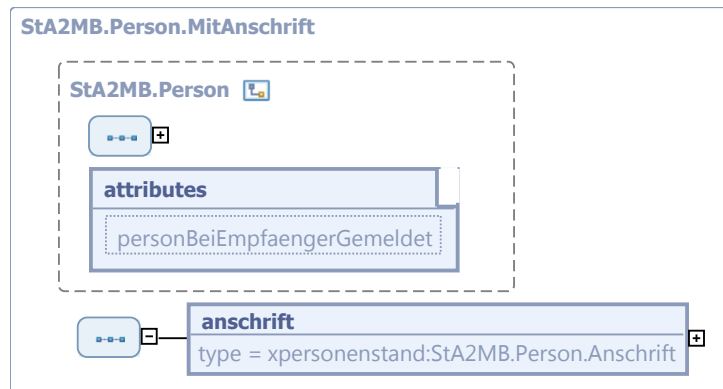 StA2MB.Person.MitAnschrift
StA2MB.Person
attributes
personBeiEmpfaengerGemeldet
anschrift
type = xpersonenstand:StA2MB.Person.Anschrift